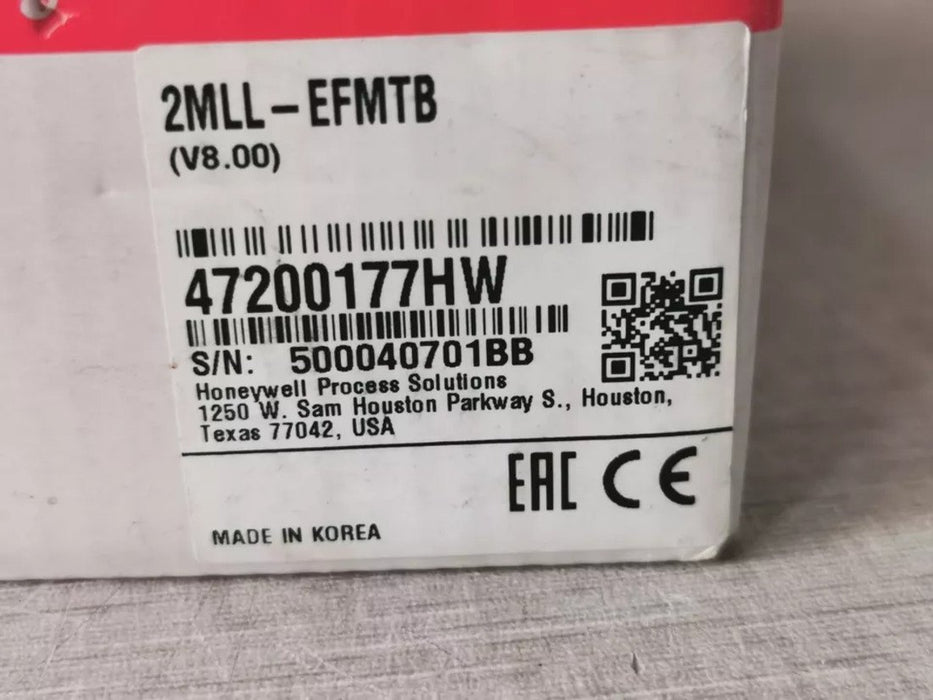 2MLL-EFMTB
(V8.00)
47200177HW
S/N: 500040701BB
Honeywell Process Solutions
1250 W. Sam Houston Parkway S., Houston,
Texas 77042, USA
EAC CE
MADE IN KOREA